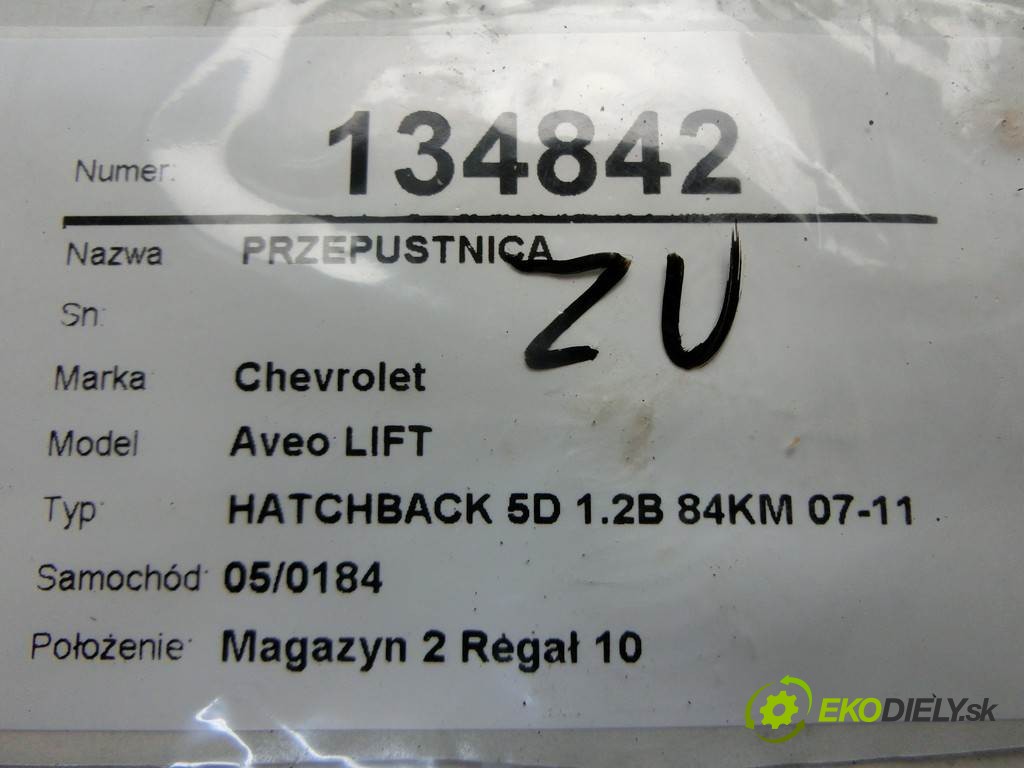 Numer: 134842
Nazwa PRZEPUSTNICA
ZU
Sn:
Marka Chevrolet
Model Aveo LIFT
Typ: HATCHBACK 5D 1.2B 84KM 07-11
Samochód: 05/0184
Położenie: Magazyn 2 Regał 10
EKODIELY.sk